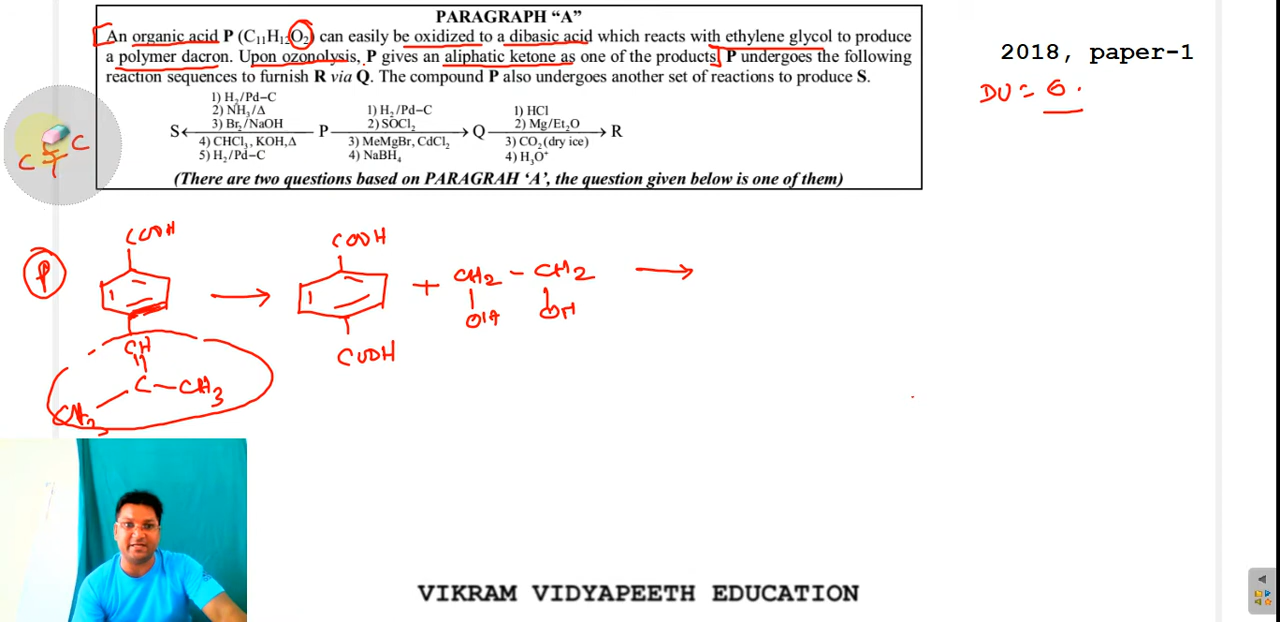 PARAGRAPH “A”
An organic acid P (C₁₁H₁₂O₂) can easily be oxidized to a dibasic acid which reacts with ethylene glycol to produce
a polymer dacron. Upon ozonolysis, P gives an aliphatic ketone as one of the products. P undergoes the following
reaction sequences to furnish R via Q. The compound P also undergoes another set of reactions to produce S.
1) H₂/Pd–C
2) NH₃/Δ
3) Br₂/NaOH
4) CHCl₃, KOH, Δ
5) H₂/Pd–C
S
P
1) H₂/Pd–C
2) SOCl₂
3) MeMgBr, CdCl₂
4) NaBH₄
Q
1) HCl
2) Mg/Et₂O
3) CO₂ (dry ice)
4) H₃O⁺
R
(There are two questions based on PARAGRAH ‘A’, the question given below is one of them)
2018, paper-1
DU = 6.
C C
P
COOH
CH
C–CH₃
CH₃
COOH
COOH
+
CH₂ – CH₂
OH OH
VIKRAM VIDYAPEETH EDUCATION